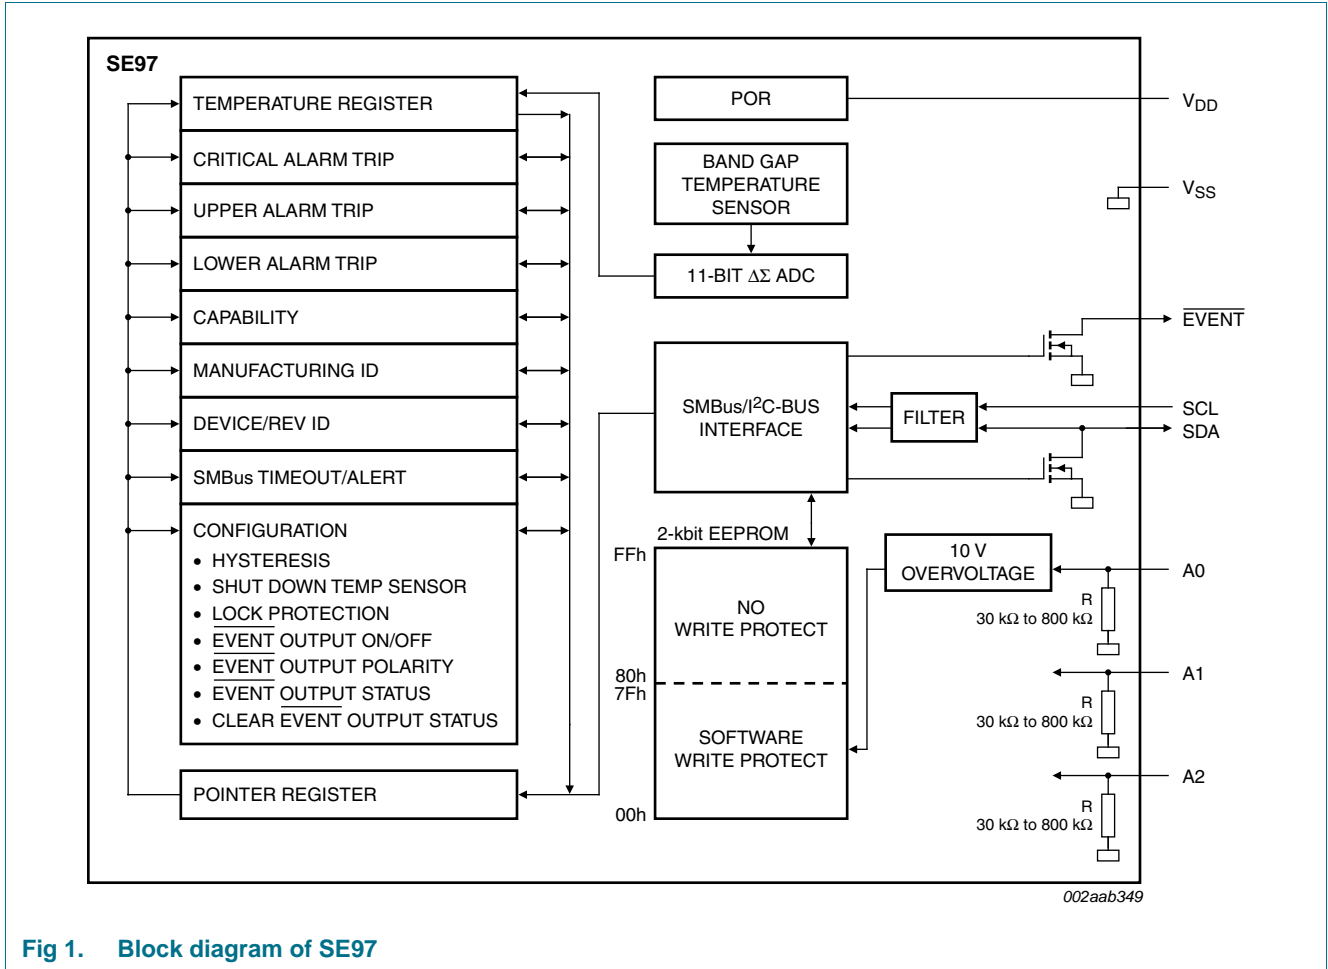 SE97
TEMPERATURE REGISTER
CRITICAL ALARM TRIP
UPPER ALARM TRIP
LOWER ALARM TRIP
CAPABILITY
MANUFACTURING ID
DEVICE/REV ID
SMBus TIMEOUT/ALERT
CONFIGURATION
• HYSTERESIS
• SHUT DOWN TEMP SENSOR
• LOCK PROTECTION
• EVENT OUTPUT ON/OFF
• EVENT OUTPUT POLARITY
• EVENT OUTPUT STATUS
• CLEAR EVENT OUTPUT STATUS
POINTER REGISTER
POR
BAND GAP
TEMPERATURE
SENSOR
11-BIT ΔΣ ADC
SMBus/I²C-BUS
INTERFACE
FILTER
2-kbit EEPROM
FFh
NO
WRITE PROTECT
80h
7Fh
SOFTWARE
WRITE PROTECT
00h
10 V
OVERVOLTAGE
R
30 kΩ to 800 kΩ
R
30 kΩ to 800 kΩ
R
30 kΩ to 800 kΩ
VDD
VSS
EVENT
SCL
SDA
A0
A1
A2
002aab349
Fig 1. Block diagram of SE97